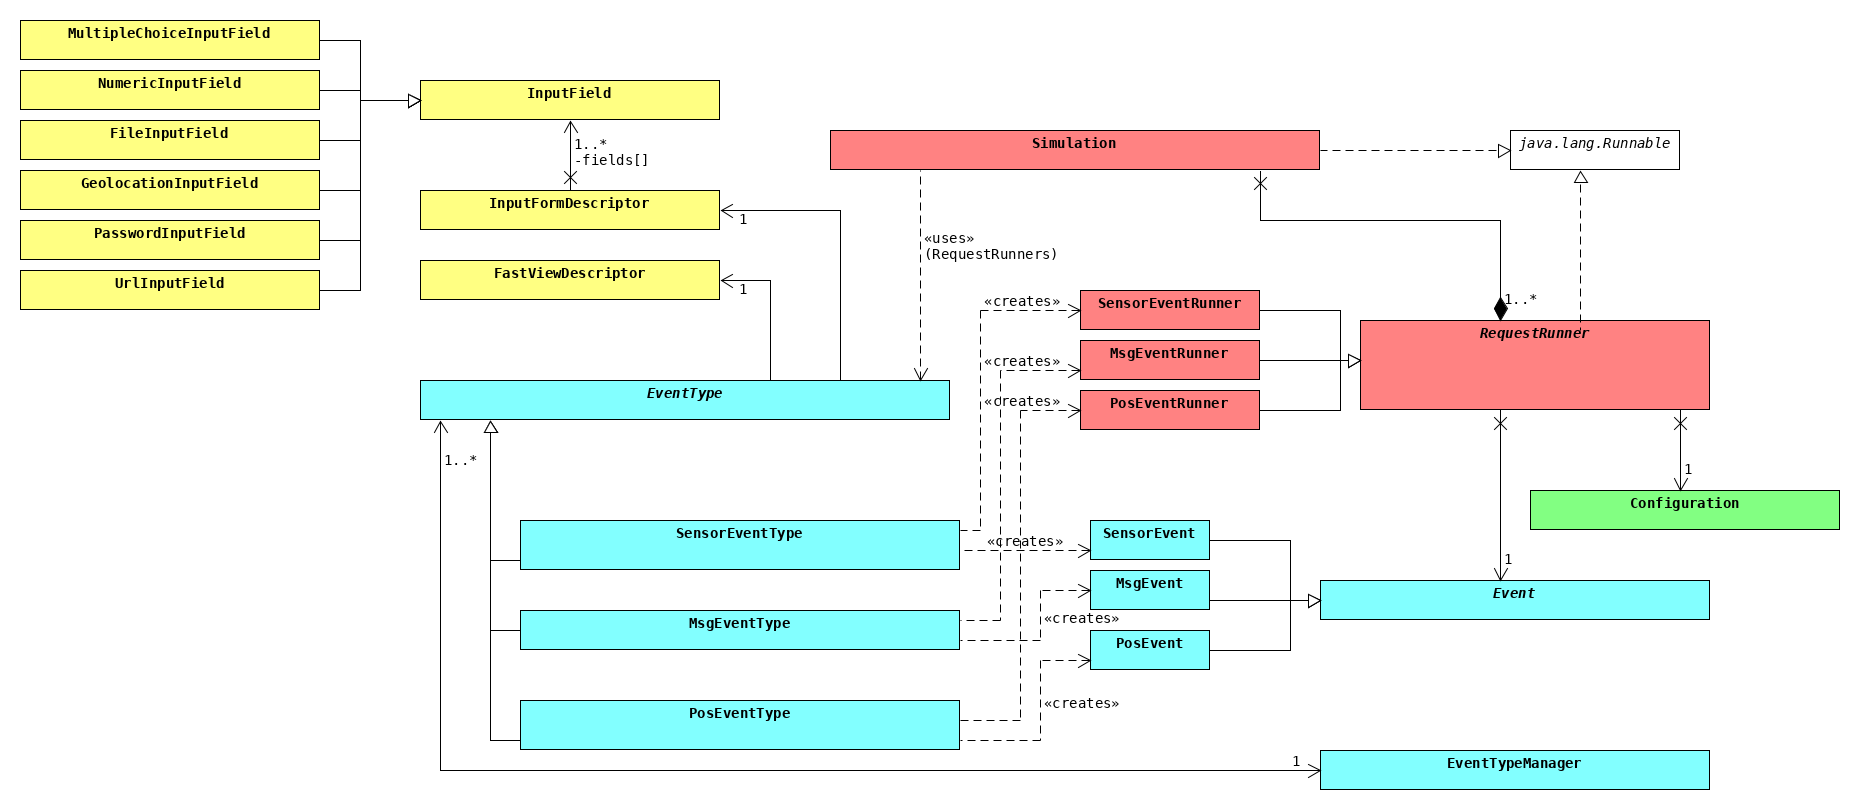 MultipleChoiceInputField
NumericInputField
FileInputField
GeolocationInputField
PasswordInputField
UrlInputField
InputField
1..*
-fields[]
InputFormDescriptor
1
FastViewDescriptor
1
Simulation
java.lang.Runnable
«uses»
(RequestRunners)
«creates»
SensorEventRunner
«creates»
MsgEventRunner
«creates»
PosEventRunner
1..*
RequestRunner
EventType
1..*
1
Configuration
SensorEventType
«creates»
SensorEvent
1
MsgEvent
Event
MsgEventType
«creates»
PosEvent
PosEventType
«creates»
1
EventTypeManager